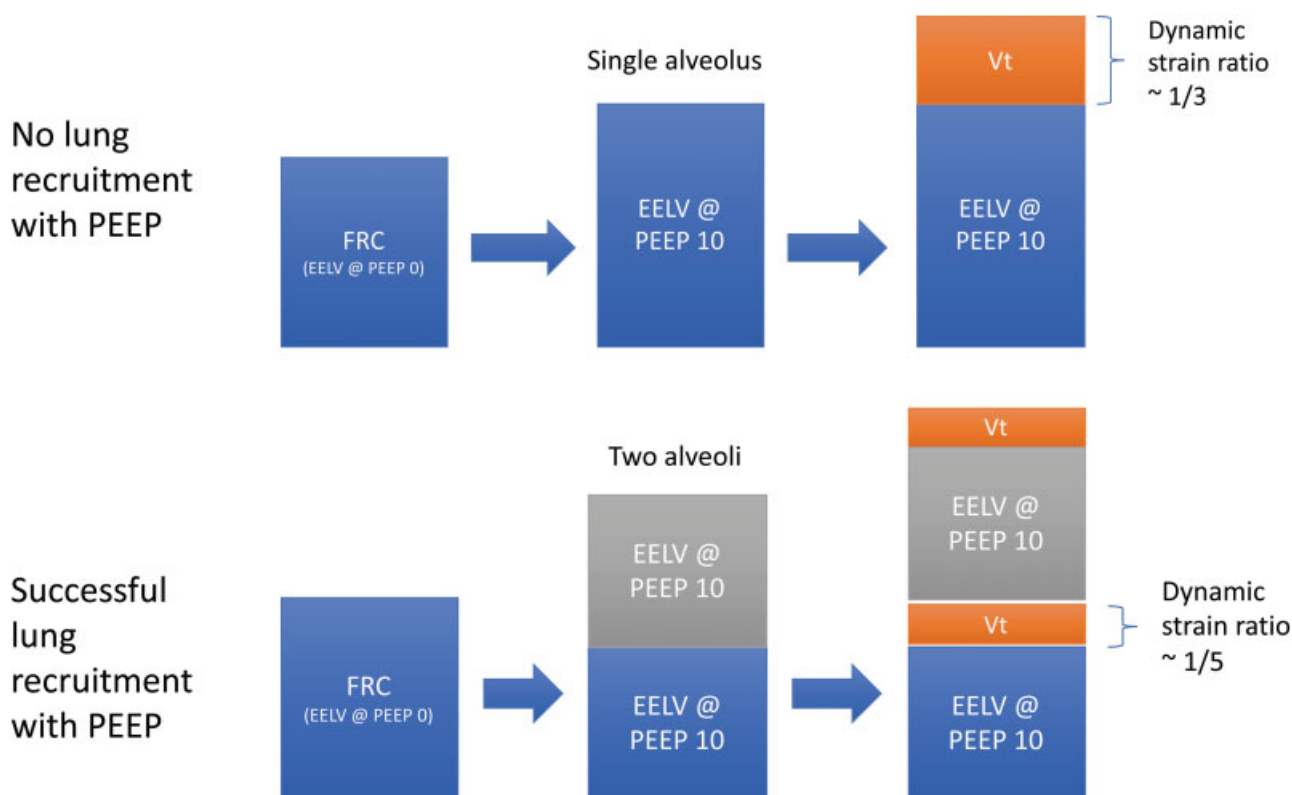 No lung
recruitment
with PEEP
FRC
(EELV @ PEEP 0)
Single alveolus
EELV @
PEEP 10
Vt
EELV @
PEEP 10
Dynamic
strain ratio
~ 1/3
Successful
lung
recruitment
with PEEP
FRC
(EELV @ PEEP 0)
Two alveoli
EELV @
PEEP 10
EELV @
PEEP 10
Vt
EELV @
PEEP 10
Vt
EELV @
PEEP 10
Dynamic
strain ratio
~ 1/5